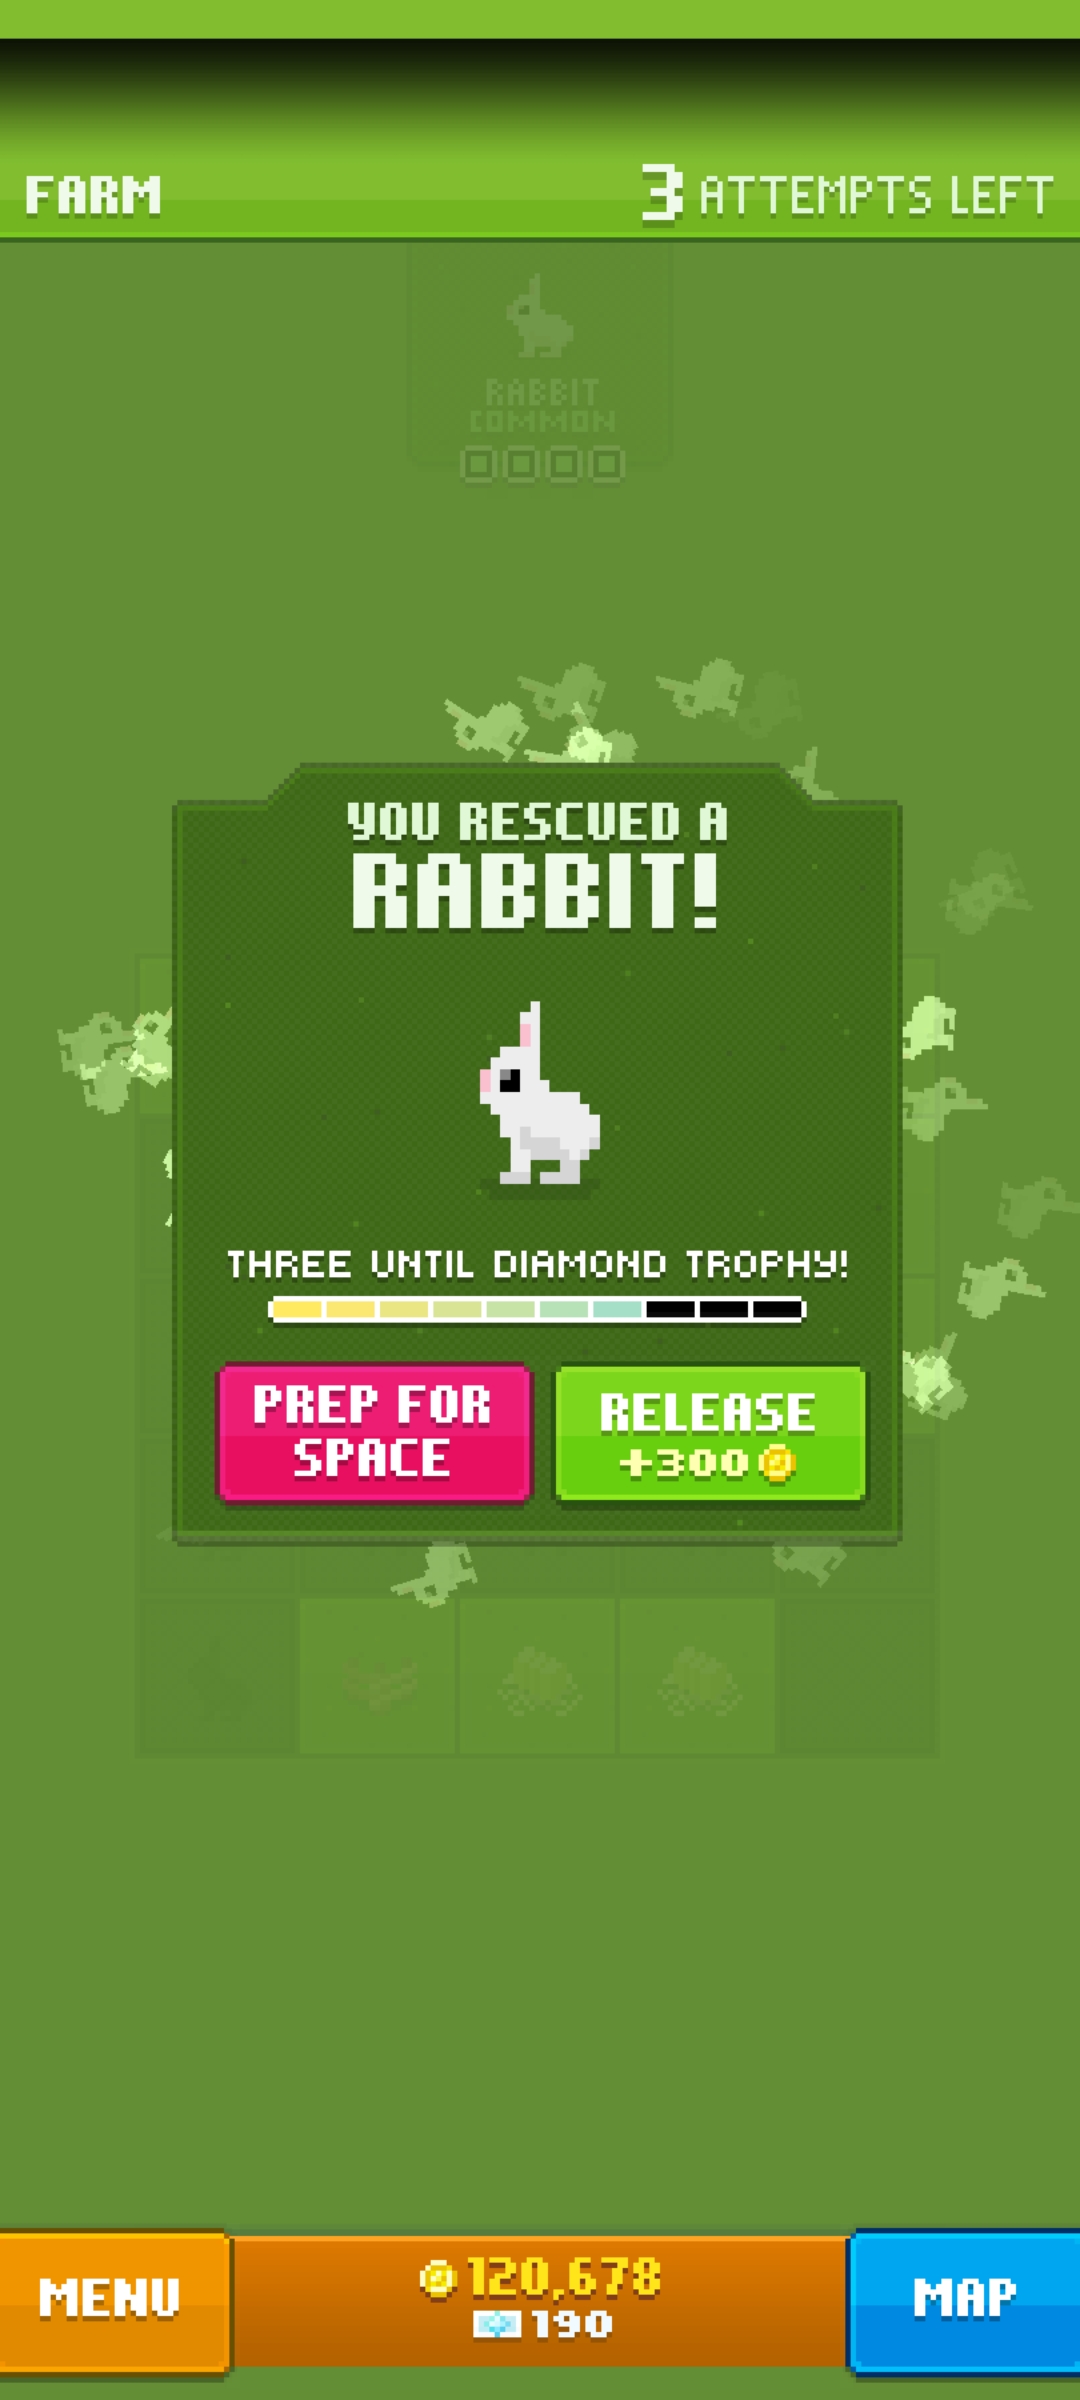 FARM
3 ATTEMPTS LEFT
RABBIT
COMMON
YOU RESCUED A
RABBIT!
THREE UNTIL DIAMOND TROPHY!
PREP FOR
SPACE
RELEASE
+300
MENU
120,678
190
MAP